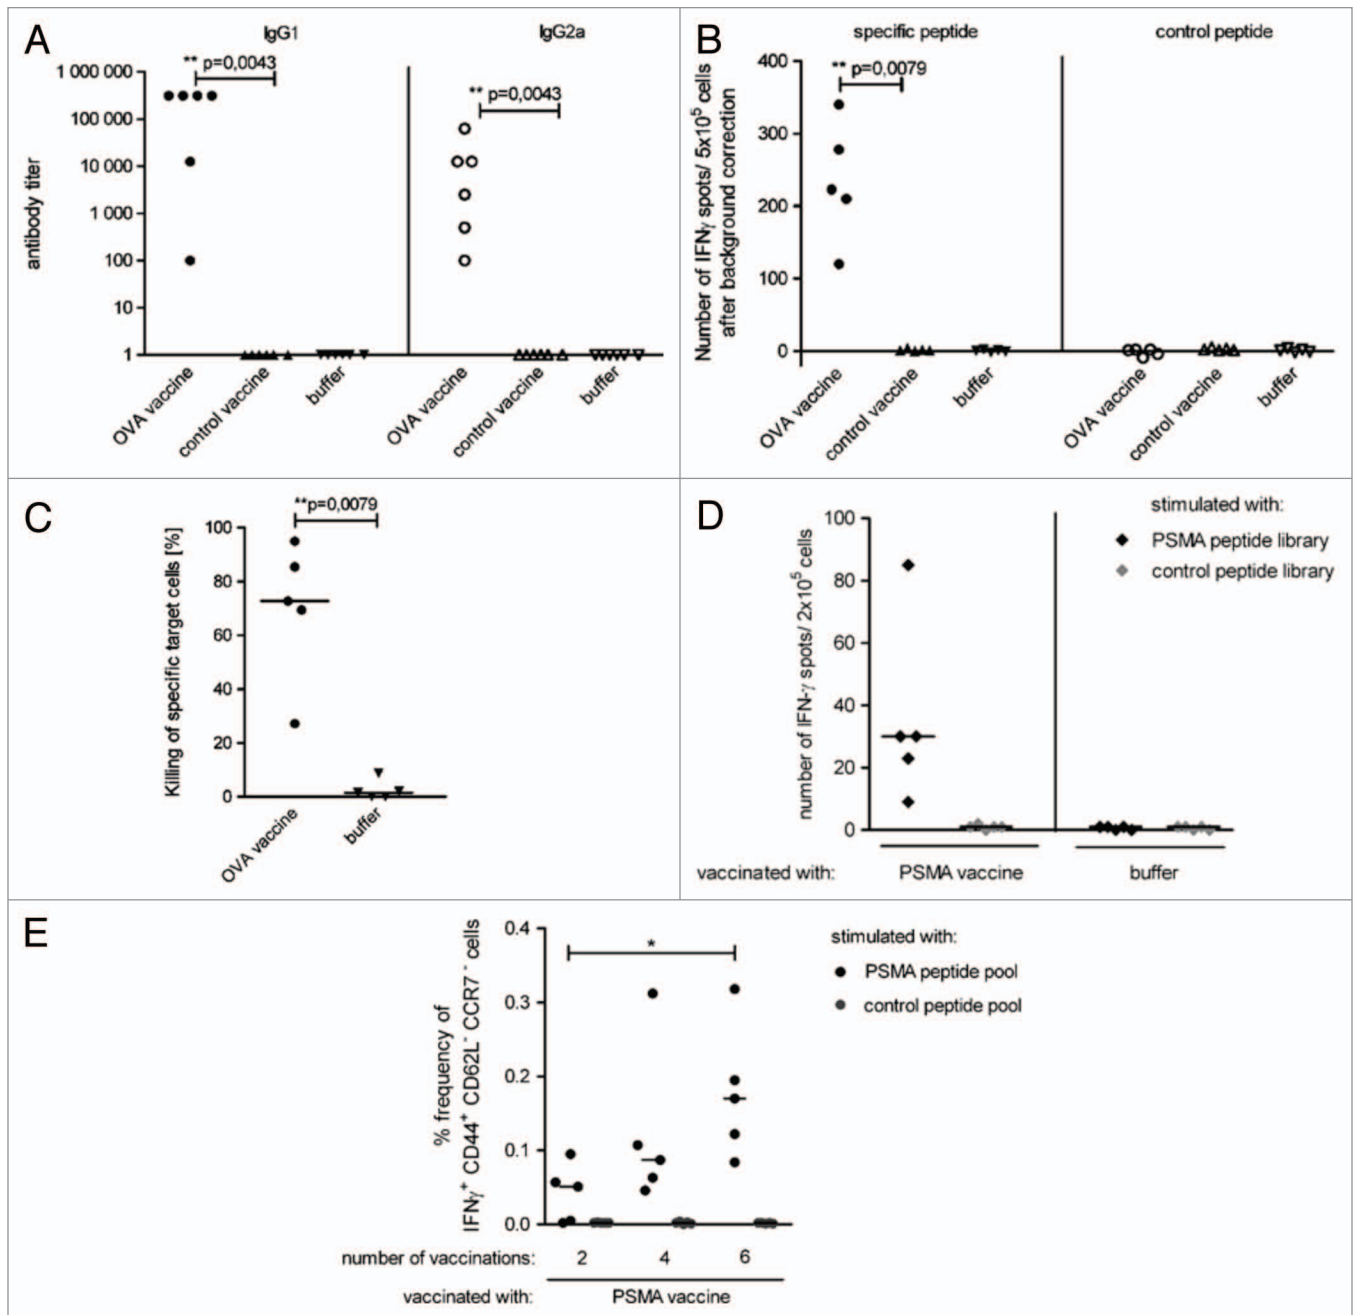 A
IgG1
IgG2a
** p=0,0043
** p=0,0043
antibody titer
1 000 000
100 000
10 000
1 000
100
10
1
OVA vaccine
control vaccine
buffer
OVA vaccine
control vaccine
buffer
B
specific peptide
control peptide
** p=0,0079
Number of IFNγ spots/ 5x10⁵ cells
after background correction
400
300
200
100
0
OVA vaccine
control vaccine
buffer
OVA vaccine
control vaccine
buffer
C
**p=0,0079
Killing of specific target cells [%]
100
80
60
40
20
0
OVA vaccine
buffer
D
stimulated with:
PSMA peptide library
control peptide library
number of IFN-γ spots/ 2x10⁵ cells
100
80
60
40
20
0
vaccinated with:
PSMA vaccine
buffer
E
stimulated with:
PSMA peptide pool
control peptide pool
*
% frequency of
IFNγ⁺ CD44⁺ CD62L⁻ CCR7⁻ cells
0.4
0.3
0.2
0.1
0.0
number of vaccinations: 2 4 6
vaccinated with: PSMA vaccine